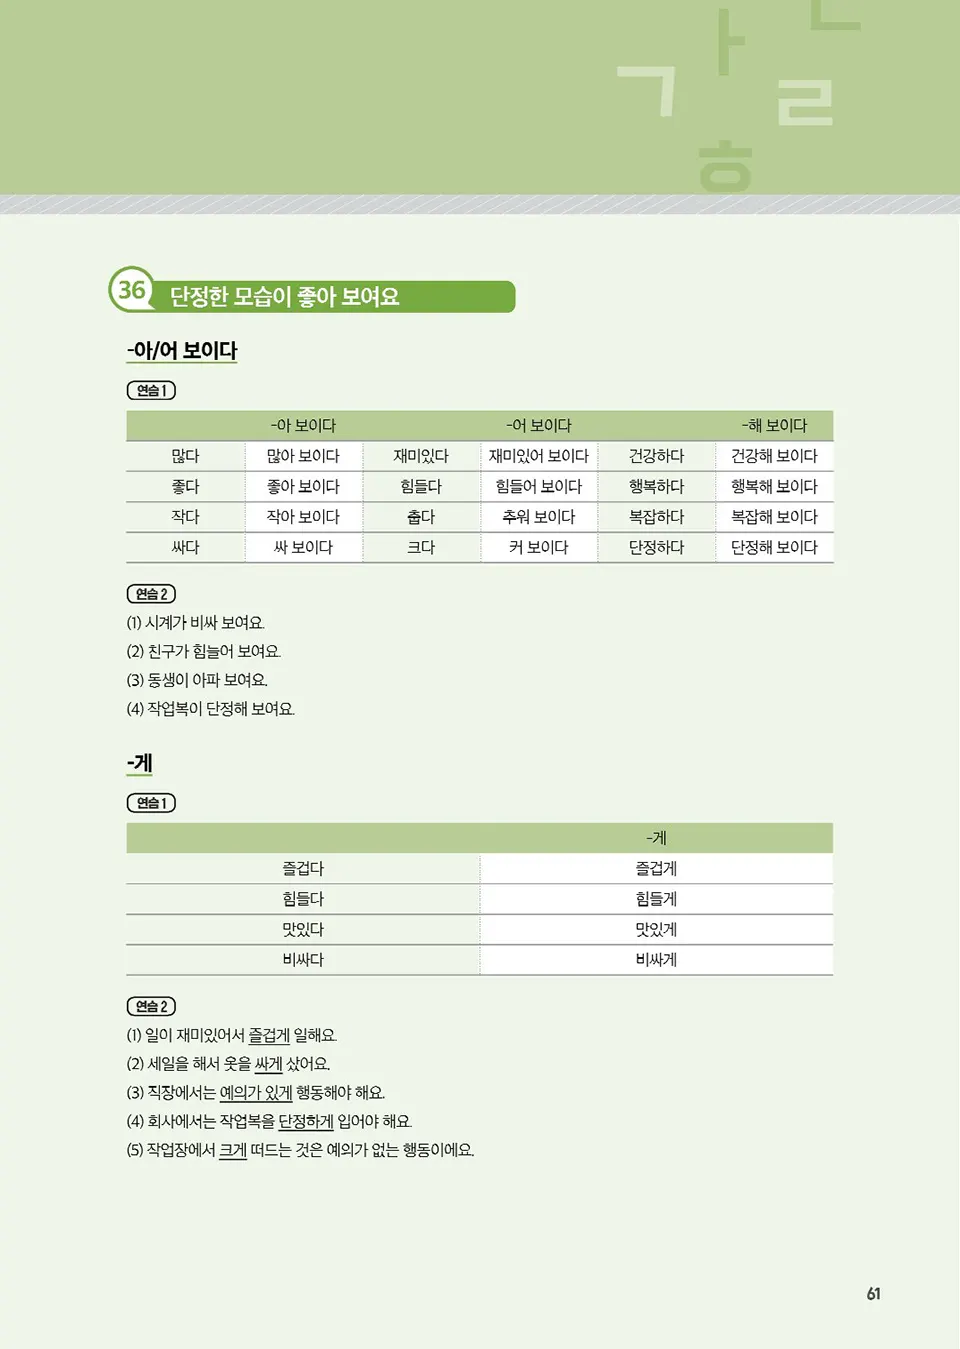 ㄱ ㅏ ㄴ ㄹ ㅎ
36 단정한 모습이 좋아 보여요
-아/어 보이다
연습 1
-아 보이다 -어 보이다 -해 보이다
많다 많아 보이다 재미있다 재미있어 보이다 건강하다 건강해 보이다
좋다 좋아 보이다 힘들다 힘들어 보이다 행복하다 행복해 보이다
작다 작아 보이다 춥다 추워 보이다 복잡하다 복잡해 보이다
싸다 싸 보이다 크다 커 보이다 단정하다 단정해 보이다
연습 2
(1) 시계가 비싸 보여요.
(2) 친구가 힘늘어 보여요.
(3) 동생이 아파 보여요.
(4) 작업복이 단정해 보여요.
-게
연습 1
-게
즐겁다 즐겁게
힘들다 힘들게
맛있다 맛있게
비싸다 비싸게
연습 2
(1) 일이 재미있어서 즐겁게 일해요.
(2) 세일을 해서 옷을 싸게 샀어요.
(3) 직장에서는 예의가 있게 행동해야 해요.
(4) 회사에서는 작업복을 단정하게 입어야 해요.
(5) 작업장에서 크게 떠드는 것은 예의가 없는 행동이에요.
61